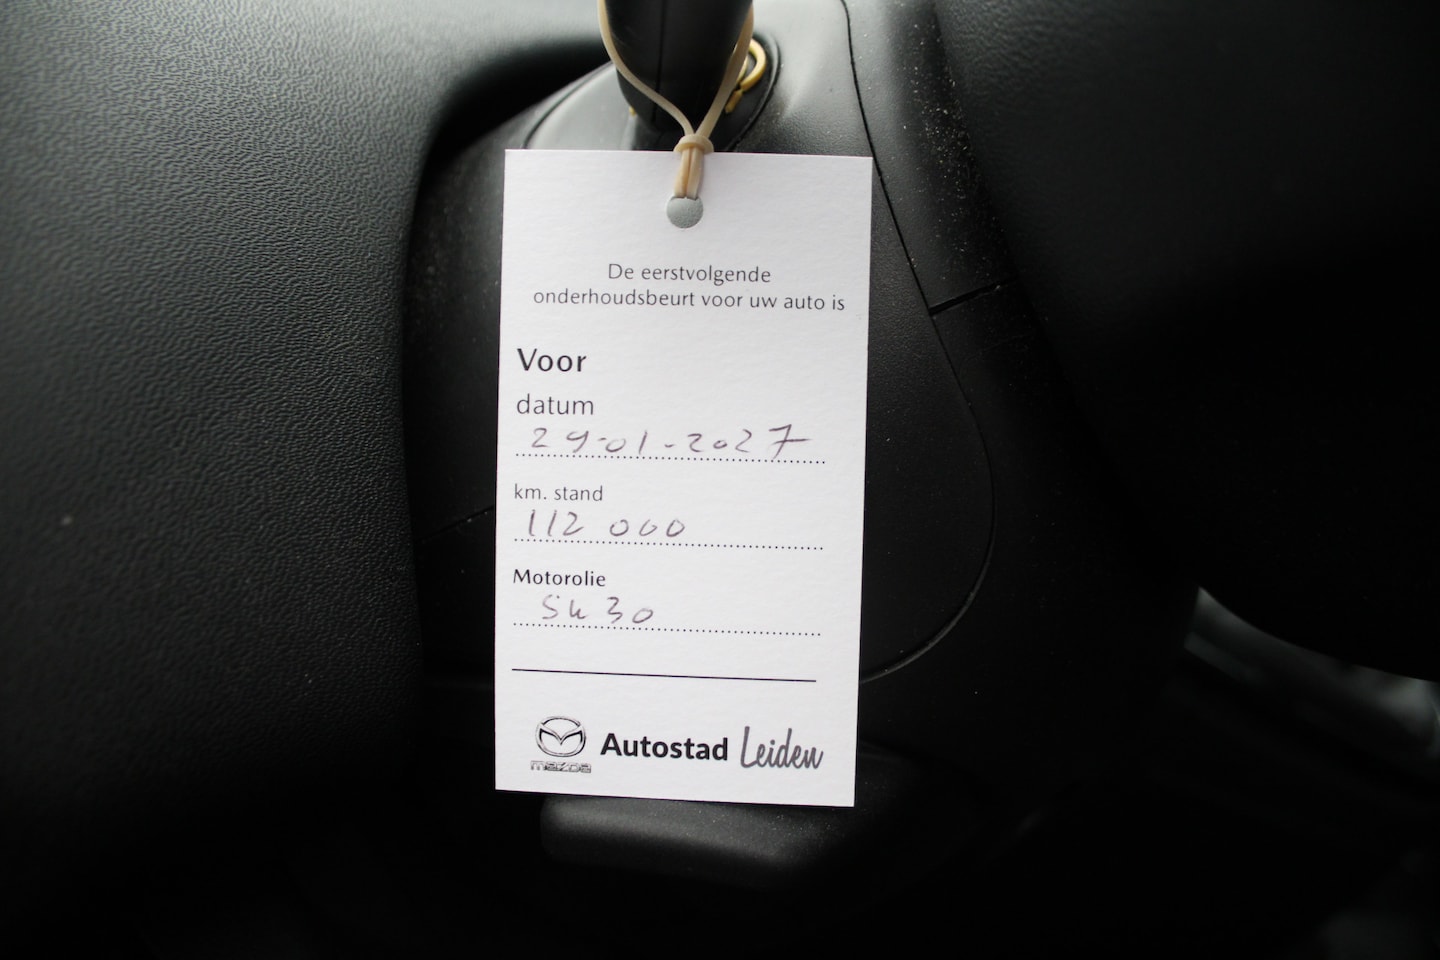 De eerstvolgende
onderhoudsbeurt voor uw auto is
Voor
datum
29-01-2027
km. stand
112 000
Motorolie
5w30
mazda Autostad Leiden